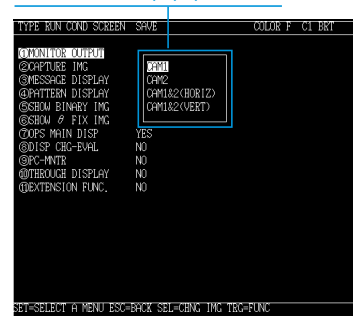 TYPE RUN COND SCREEN SAVE COLOR F C1 BRT
①MONITOR OUTPUT
②CAPTURE IMG CAM1
③MESSAGE DISPLAY CAM2
④PATTERN DISPLAY CAM1&2(HORIZ)
⑤SHOW BINARY IMG CAM1&2(VERT)
⑥SHOW θ FIX IMG
⑦OPS MAIN DISP YES
⑧DISP CHG-EVAL NO
⑨PC-MNTR NO
⑩THROUGH DISPLAY NO
⑪EXTENSION FUNC. NO
SET=SELECT A MENU ESC=BACK SEL=CHNG IMG TRG=FUNC